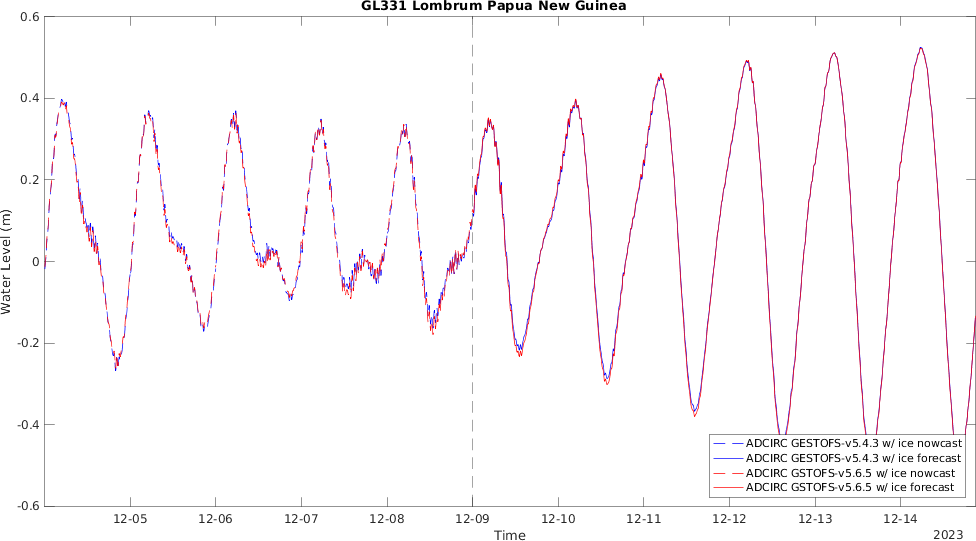 GL331 Lombrum Papua New Guinea
0.6
0.4
0.2
0
-0.2
-0.4
-0.6
Water Level (m)
ADCIRC GESTOFS-v5.4.3 w/ ice nowcast
ADCIRC GESTOFS-v5.4.3 w/ ice forecast
ADCIRC GSTOFS-v5.6.5 w/ ice nowcast
ADCIRC GSTOFS-v5.6.5 w/ ice forecast
12-05 12-06 12-07 12-08 12-09 12-10 12-11 12-12 12-13 12-14
Time
2023